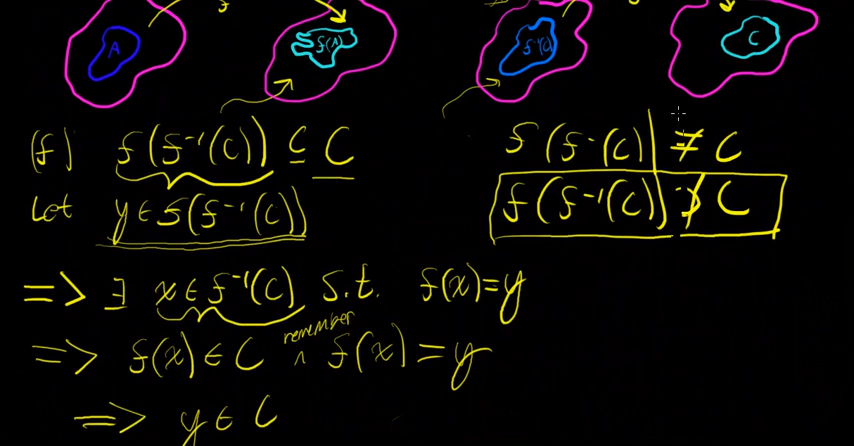 A f(A) f⁻¹(C) C
(f) f(f⁻¹(C)) ⊆ C
f(f⁻¹(C)) ≠ C
Let y ∈ f(f⁻¹(C))
f(f⁻¹(C)) ⊉ C
=> ∃ x ∈ f⁻¹(C) s.t. f(x) = y
remember
=> f(x) ∈ C ∧ f(x) = y
=> y ∈ C